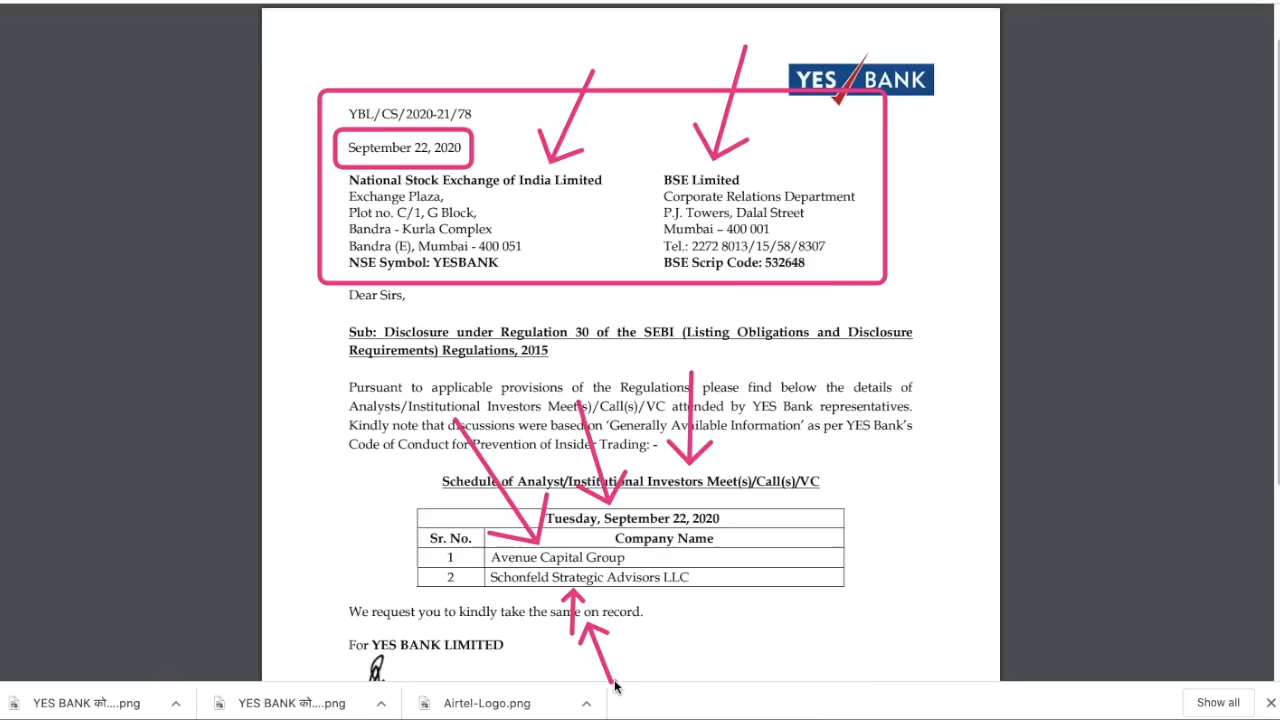 YES BANK
YBL/CS/2020-21/78
September 22, 2020
National Stock Exchange of India Limited
Exchange Plaza,
Plot no. C/1, G Block,
Bandra - Kurla Complex
Bandra (E), Mumbai - 400 051
NSE Symbol: YESBANK
BSE Limited
Corporate Relations Department
P.J. Towers, Dalal Street
Mumbai – 400 001
Tel.: 2272 8013/15/58/8307
BSE Scrip Code: 532648
Dear Sirs,
Sub: Disclosure under Regulation 30 of the SEBI (Listing Obligations and Disclosure
Requirements) Regulations, 2015
Pursuant to applicable provisions of the Regulations, please find below the details of
Analysts/Institutional Investors Meet(s)/Call(s)/VC attended by YES Bank representatives.
Kindly note that discussions were based on ‘Generally Available Information’ as per YES Bank’s
Code of Conduct for Prevention of Insider Trading: -
Schedule of Analyst/Institutional Investors Meet(s)/Call(s)/VC
Tuesday, September 22, 2020
Sr. No. Company Name
1 Avenue Capital Group
2 Schonfeld Strategic Advisors LLC
We request you to kindly take the same on record.
For YES BANK LIMITED
YES BANK को....png
YES BANK को....png
Airtel-Logo.png
Show all